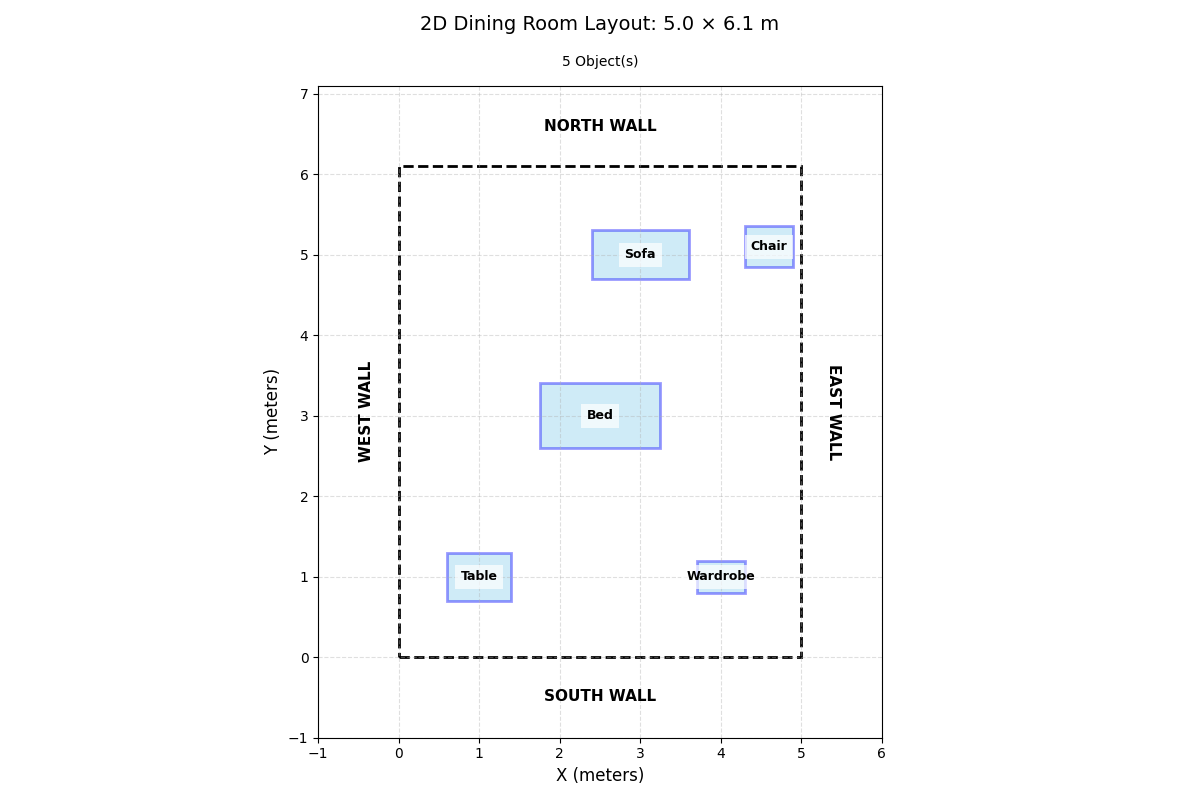 2D Dining Room Layout: 5.0 × 6.1 m
5 Object(s)
7
NORTH WALL
6
Sofa
Chair
5
4
Y (meters)
WEST WALL
EAST WALL
3
Bed
2
Table
Wardrobe
1
0
SOUTH WALL
−1
−1 0 1 2 3 4 5 6
X (meters)